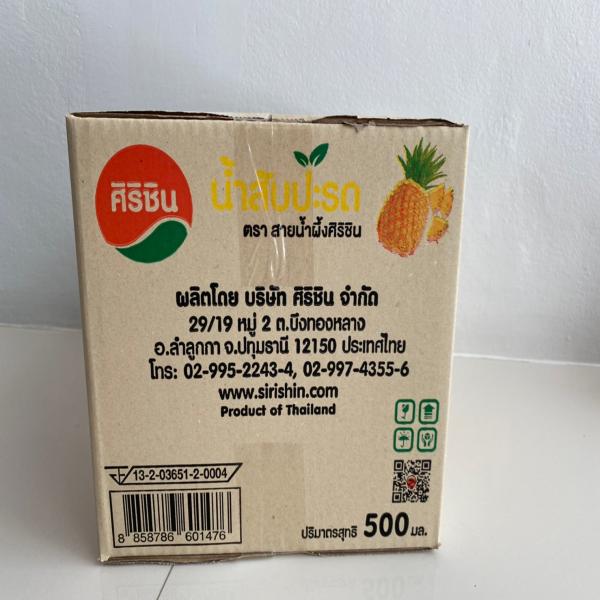 ศิริชิน
น้ำสับปะรด
ตรา สายน้ำผึ้งศิริชิน
ผลิตโดย บริษัท ศิริชิน จำกัด
29/19 หมู่ 2 ต.บึงทองหลาง
อ.ลำลูกกา จ.ปทุมธานี 12150 ประเทศไทย
โทร: 02-995-2243-4, 02-997-4355-6
www.sirishin.com
Product of Thailand
13-2-03651-2-0004
8 858786 601476
ปริมาตรสุทธิ 500 มล.